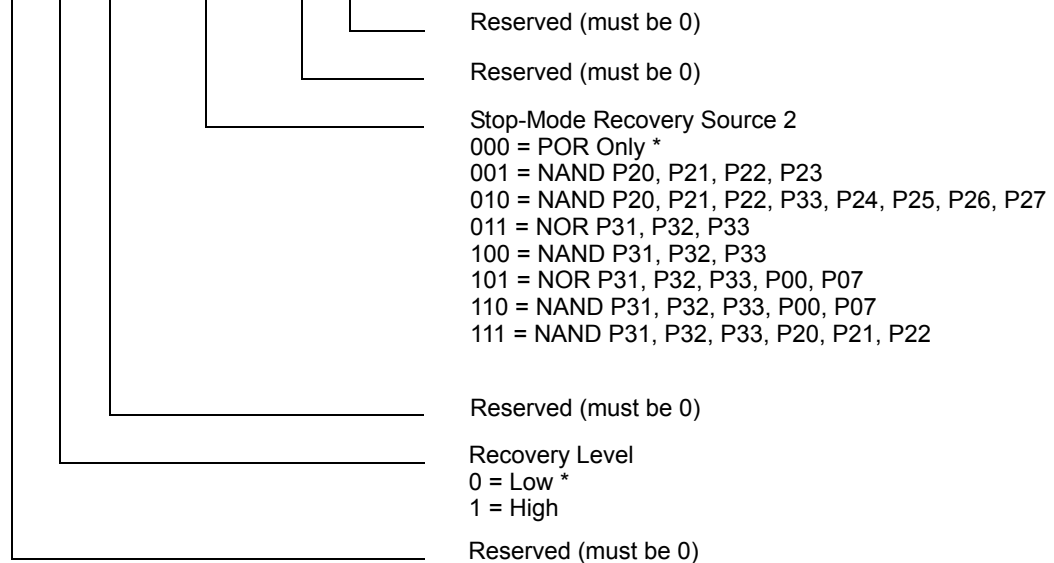 Reserved (must be 0)
Reserved (must be 0)
Stop-Mode Recovery Source 2
000 = POR Only *
001 = NAND P20, P21, P22, P23
010 = NAND P20, P21, P22, P33, P24, P25, P26, P27
011 = NOR P31, P32, P33
100 = NAND P31, P32, P33
101 = NOR P31, P32, P33, P00, P07
110 = NAND P31, P32, P33, P00, P07
111 = NAND P31, P32, P33, P20, P21, P22
Reserved (must be 0)
Recovery Level
0 = Low *
1 = High
Reserved (must be 0)